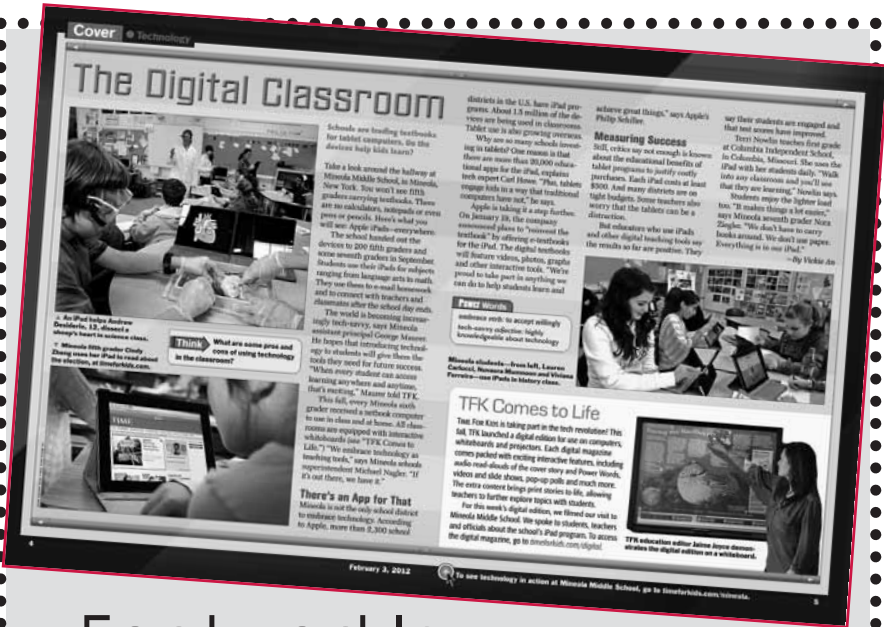 Cover • Technology
The Digital Classroom
Schools are trading textbooks
for tablet computers. Do the
devices help kids learn?
Take a look around the hallway at
Mineola Middle School, in Mineola,
New York. You won't see fifth
graders carrying textbooks. There
are no calculators, notepads or even
pens or pencils. Here's what you
will see: Apple iPads—everywhere.
The school handed out the
devices to 200 fifth graders and
some seventh graders in September.
Students use their iPads for subjects
ranging from language arts to math.
They use them to e-mail homework
and to connect with teachers and
classmates after the school day ends.
The world is becoming increas-
ingly tech-savvy, says Mineola
assistant principal George Maurer.
He hopes that introducing technol-
ogy to students will give them the
tools they need for future success.
"When every student can access
learning anywhere and anytime,
that's exciting," Maurer told TFK.
This fall, every Mineola sixth
grader received a netbook computer
to use in class and at home. All class-
rooms are equipped with interactive
whiteboards (see "TFK Comes to
Life.") "We embrace technology as
teaching tools," says Mineola schools
superintendent Michael Nagler. "If
it's out there, we have it."
There's an App for That
Mineola is not the only school district
to embrace technology. According
to Apple, more than 2,300 school
districts in the U.S. have iPad pro-
grams. About 1.5 million of the de-
vices are being used in classrooms.
Tablet use is also growing overseas.
Why are so many schools invest-
ing in tablets? One reason is that
there are more than 20,000 educa-
tional apps for the iPad, explains
tech expert Carl Howe. "Plus, tablets
engage kids in a way that traditional
computers have not," he says.
Apple is taking it a step further.
On January 19, the company
announced plans to "reinvent the
textbook" by offering e-textbooks
for the iPad. The digital textbooks
will feature videos, photos, graphs
and other interactive tools. "We're
proud to take part in anything we
can do to help students learn and
achieve great things," says Apple's
Philip Schiller.
Measuring Success
Still, critics say not enough is known
about the educational benefits of
tablet programs to justify costly
purchases. Each iPad costs at least
$500. And many districts are on
tight budgets. Some teachers also
worry that the tablets can be a
distraction.
But educators who use iPads
and other digital teaching tools say
the results so far are positive. They
say their students are engaged and
that test scores have improved.
Terri Nowlin teaches first grade
at Columbia Independent School,
in Columbia, Missouri. She uses the
iPad with her students daily. "Walk
into any classroom and you'll see
that they are learning," Nowlin says.
Students enjoy the lighter load
too. "It makes things a lot easier,"
says Mineola seventh grader Nora
Ziegler. "We don't have to carry
books around. We don't use paper.
Everything is on our iPad."
—By Vickie An
An iPad helps Andrew
Desiderio, 12, dissect a
sheep's heart in science class.
Mineola fifth grader Cindy
Zhang uses her iPad to read about
the election, at timeforkids.com.
Think
What are some pros and
cons of using technology
in the classroom?
Power Words
embrace verb: to accept willingly
tech-savvy adjective: highly
knowledgeable about technology
Mineola students—from left, Lauren
Ferreira—use iPads in history class.
TFK Comes to Life
TIME FOR KIDS is taking part in the tech revolution! This
fall, TFK launched a digital edition for use on computers,
whiteboards and projectors. Each digital magazine
comes packed with exciting interactive features, including
audio read-alouds of the cover story and Power Words,
videos and slide shows, pop-up polls and much more.
The extra content brings print stories to life, allowing
teachers to further explore topics with students.
For this week's digital edition, we filmed our visit to
Mineola Middle School. We spoke to students, teachers
and officials about the school's iPad program. To access
the digital magazine, go to timeforkids.com/digital.
TFK education editor Jaime Joyce demon-
strates the digital edition on a whiteboard.
4
February 3, 2012
To see technology in action at Mineola Middle School, go to timeforkids.com/mineola.
5